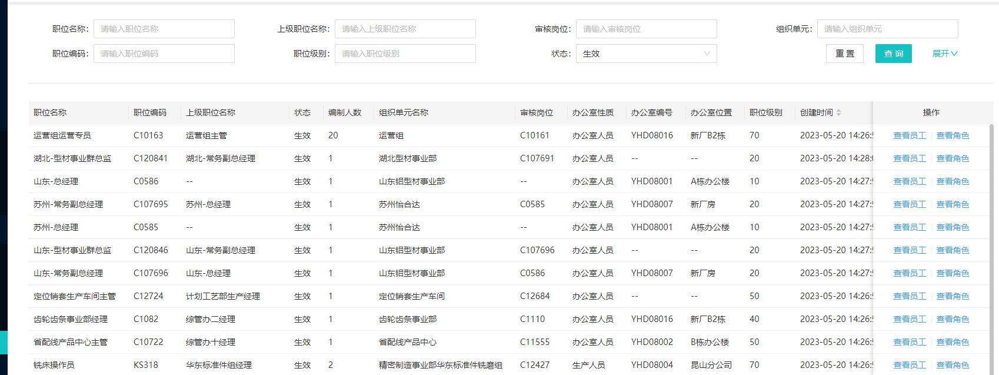 职位名称: 请输入职位名称 上级职位名称: 请输入上级职位名称 审核岗位: 请输入审核岗位 组织单元: 请输入组织单元
职位编码: 请输入职位编码 职位级别: 请输入职位级别 状态: 生效 重置 查询 展开
职位名称 职位编码 上级职位名称 状态 编制人数 组织单元名称 审核岗位 办公室性质 办公室编号 办公室位置 职位级别 创建时间 操作
运营组运营专员 C10163 运营组主管 生效 20 运营组 C10161 办公室人员 YHD08016 新厂B2栋 70 2023-05-20 14:26: 查看员工 查看角色
湖北-型材事业群总监 C120841 湖北-常务副总经理 生效 1 湖北型材事业部 C107691 办公室人员 -- -- 20 2023-05-20 14:28: 查看员工 查看角色
山东-总经理 C0586 -- 生效 1 山东铝型材事业部 -- 办公室人员 YHD08001 A栋办公楼 10 2023-05-20 14:27: 查看员工 查看角色
苏州-常务副总经理 C107695 苏州-总经理 生效 1 苏州怡合达 C0585 办公室人员 YHD08007 新厂房 20 2023-05-20 14:27: 查看员工 查看角色
苏州-总经理 C0585 -- 生效 1 苏州怡合达 -- 办公室人员 YHD08001 A栋办公楼 10 2023-05-20 14:27: 查看员工 查看角色
山东-型材事业群总监 C120846 山东-常务副总经理 生效 1 山东铝型材事业部 C107696 办公室人员 -- -- 20 2023-05-20 14:27: 查看员工 查看角色
山东-常务副总经理 C107696 山东-总经理 生效 1 山东铝型材事业部 C0586 办公室人员 YHD08007 新厂房 20 2023-05-20 14:27: 查看员工 查看角色
定位销套生产车间主管 C12724 计划工艺部生产经理 生效 1 定位销套生产车间 C12684 办公室人员 -- -- 50 2023-05-20 14:26: 查看员工 查看角色
齿轮齿条事业部经理 C1082 综管办二经理 生效 1 齿轮齿条事业部 C1110 办公室人员 YHD08016 新厂B2栋 40 2023-05-20 14:26: 查看员工 查看角色
省配线产品中心主管 C10722 综管办十经理 生效 1 省配线产品中心 C11555 办公室人员 YHD08002 B栋办公楼 50 2023-05-20 14:26: 查看员工 查看角色
铣床操作员 KS318 华东标准件组经理 生效 2 精密制造事业部华东标准件铣磨组 C12427 生产人员 YHD08004 昆山分公司 70 2023-05-20 14:26: 查看员工 查看角色